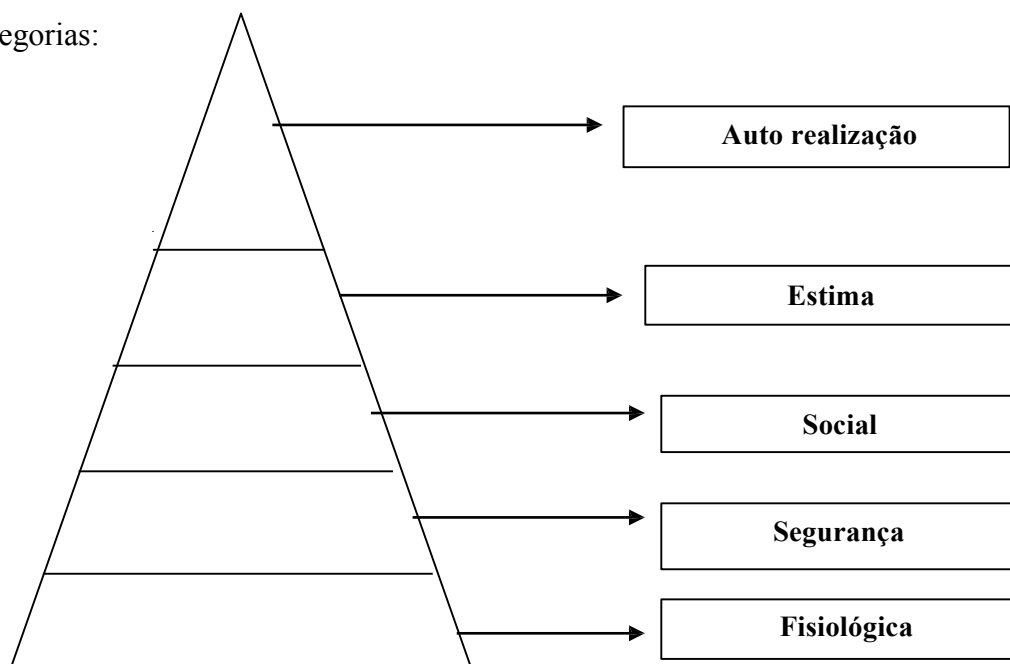 egorias:
Auto realização
Estima
Social
Segurança
Fisiológica